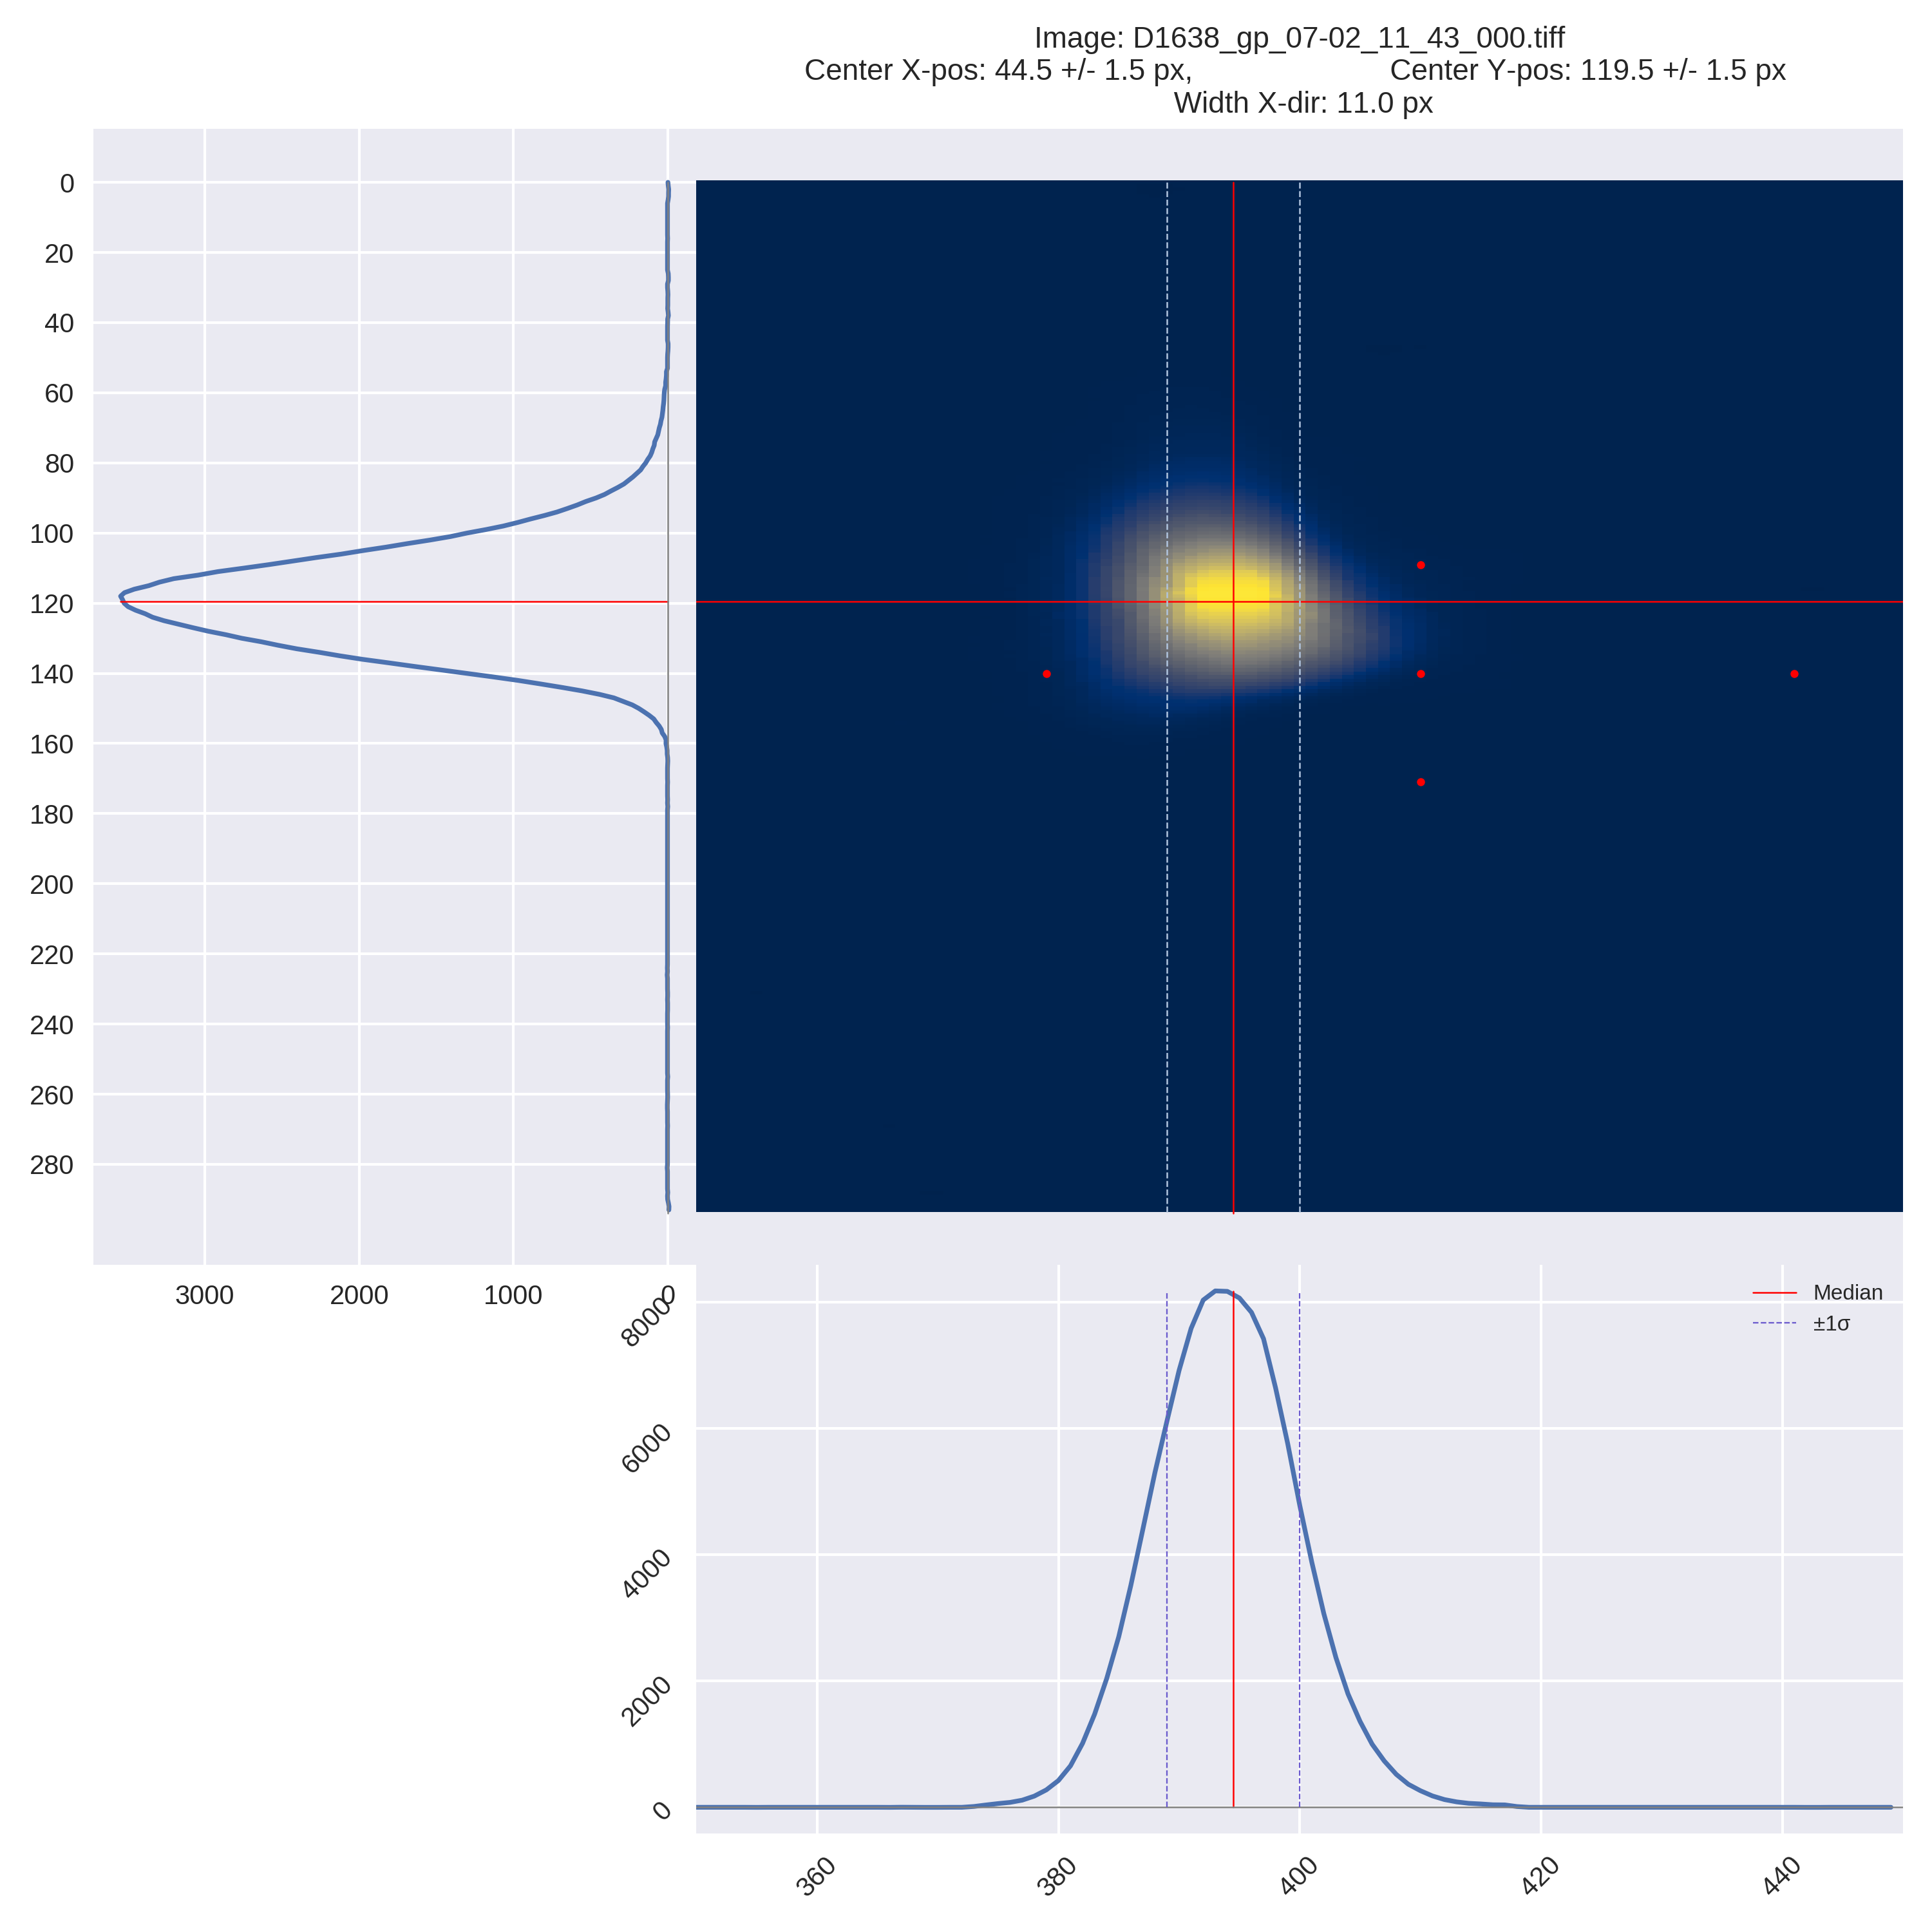 Image: D1638_gp_07-02_11_43_000.tiff
Center X-pos: 44.5 +/- 1.5 px, Center Y-pos: 119.5 +/- 1.5 px
Width X-dir: 11.0 px
0
20
40
60
80
100
120
140
160
180
200
220
240
260
280
3000 2000 1000 0
8000
6000
4000
2000
0
Median
±1σ
360 380 400 420 440